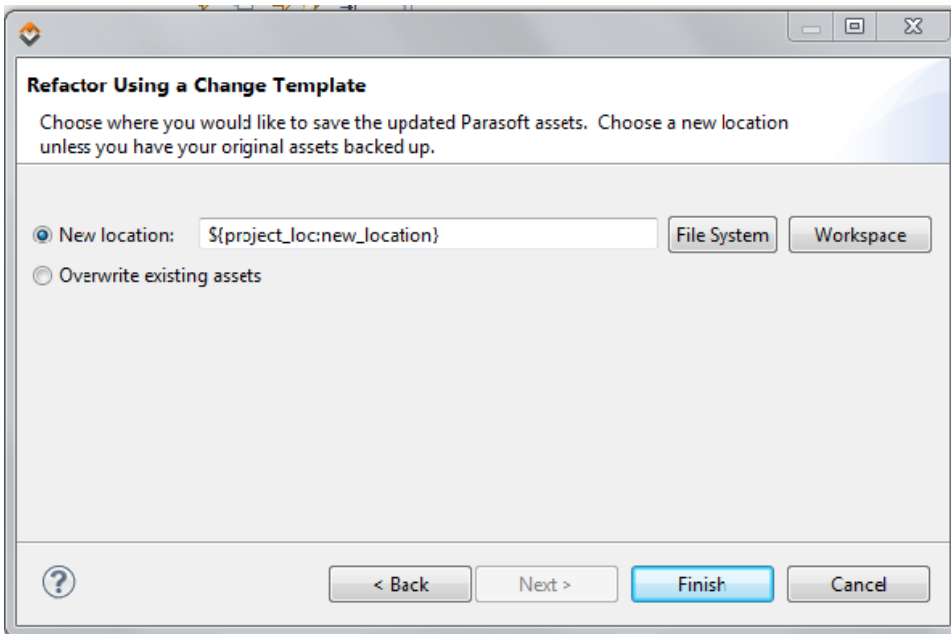 Refactor Using a Change Template
Choose where you would like to save the updated Parasoft assets. Choose a new location
unless you have your original assets backed up.
New location: ${project_loc:new_location} File System Workspace
Overwrite existing assets
? < Back Next > Finish Cancel